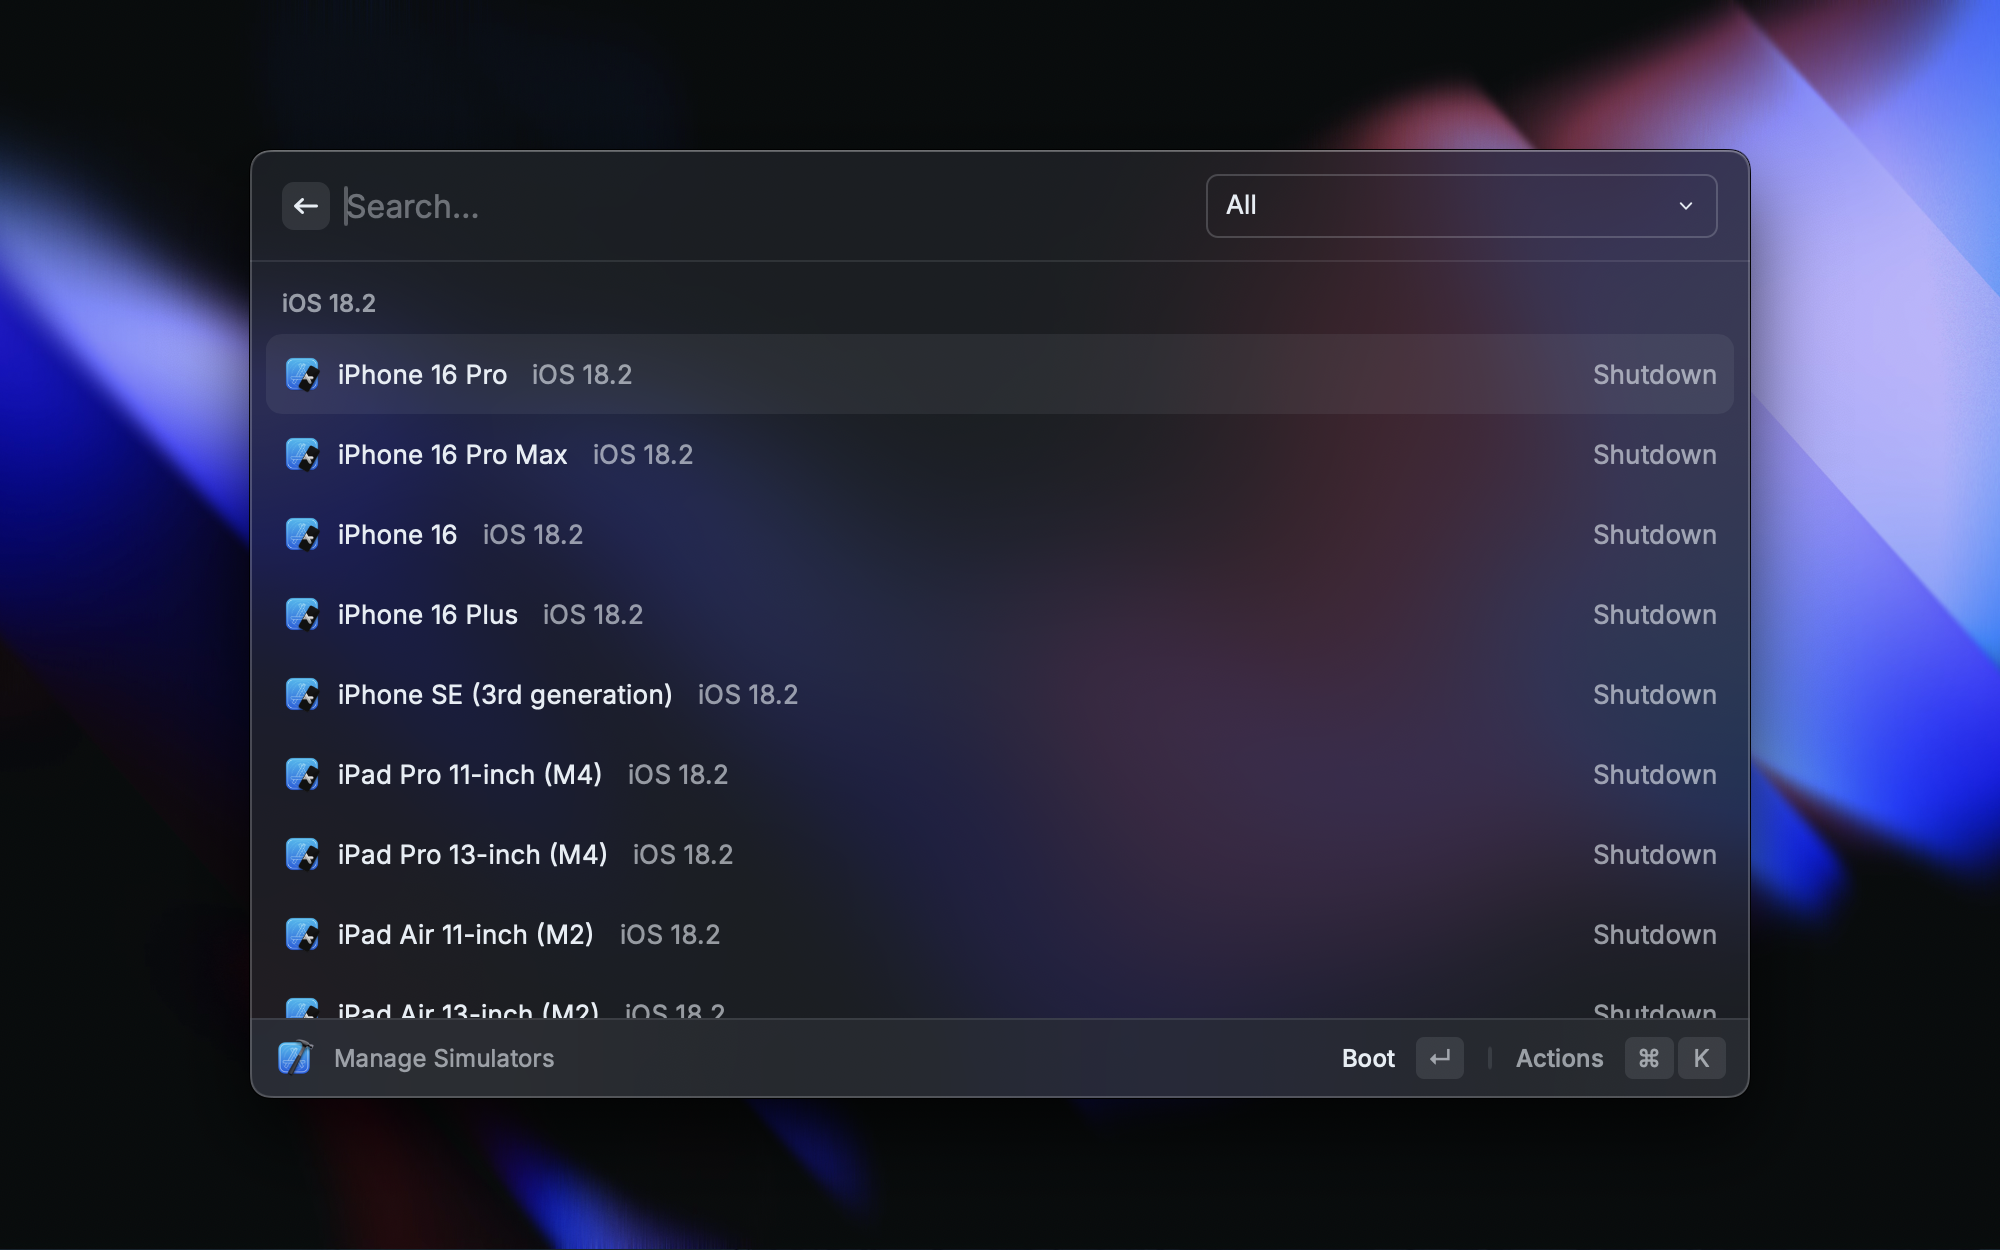 Search...
All
iOS 18.2
iPhone 16 Pro iOS 18.2 Shutdown
iPhone 16 Pro Max iOS 18.2 Shutdown
iPhone 16 iOS 18.2 Shutdown
iPhone 16 Plus iOS 18.2 Shutdown
iPhone SE (3rd generation) iOS 18.2 Shutdown
iPad Pro 11-inch (M4) iOS 18.2 Shutdown
iPad Pro 13-inch (M4) iOS 18.2 Shutdown
iPad Air 11-inch (M2) iOS 18.2 Shutdown
iPad Air 13-inch (M2) iOS 18.2 Shutdown
Manage Simulators Boot ↵ Actions ⌘ K